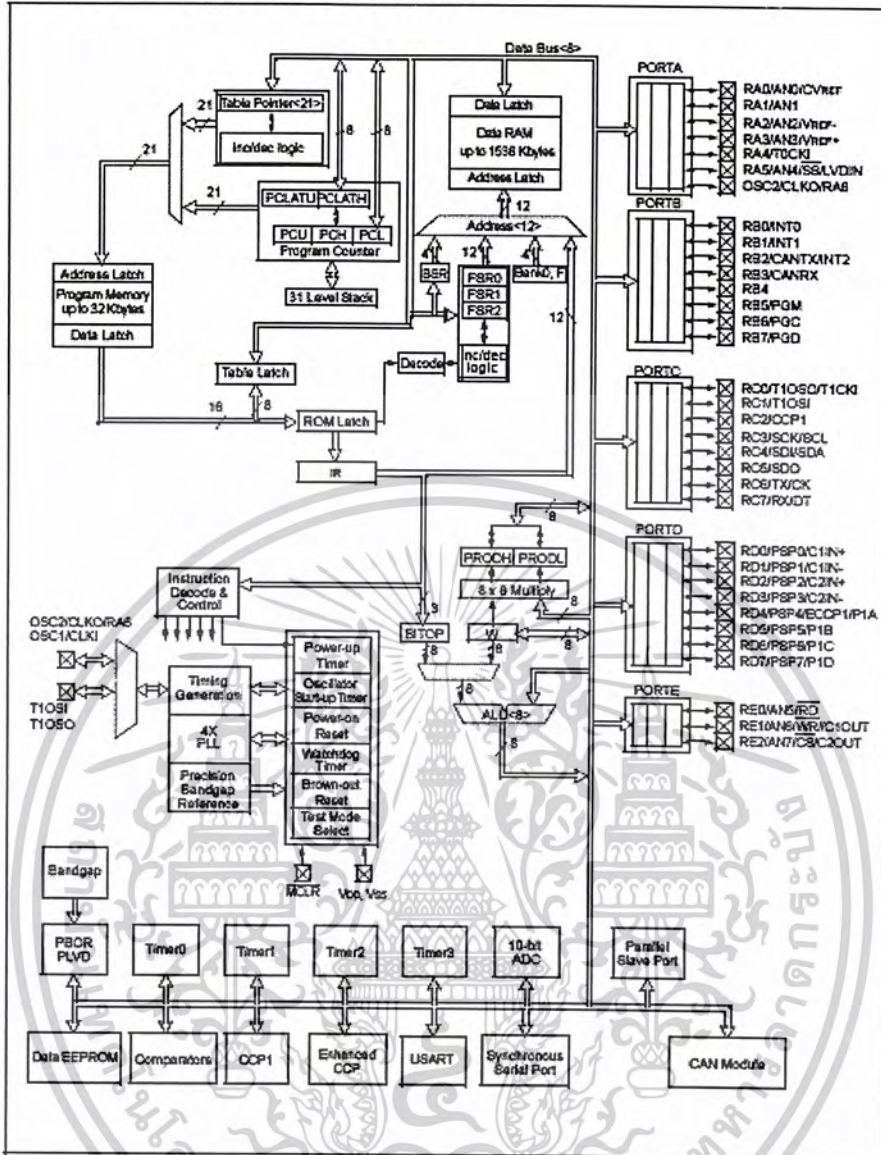 Data Bus<8>
21
Table Pointer<21>
inc/dec logic
21
21
8
8
PCLATU PCLATH
PCU PCH PCL
Program Counter
31 Level Stack
Address Latch
Program Memory
up to 32 Kbytes
Data Latch
Table Latch
16
8
ROM Latch
IR
Data Latch
Data RAM
up to 1536 Kbytes
Address Latch
12
Address<12>
4
12
4
BSR
FSR0
FSR1
FSR2
Bank0, F
12
inc/dec
logic
Decode
PORTA
RA0/AN0/CVREF
RA1/AN1
RA2/AN2/VREF-
RA3/AN3/VREF+
RA4/T0CKI
RA5/AN4/SS/LVDIN
OSC2/CLKO/RA6
PORTB
RB0/INT0
RB1/INT1
RB2/CANTX/INT2
RB3/CANRX
RB4
RB5/PGM
RB6/PGC
RB7/PGD
PORTC
RC0/T1OSO/T1CKI
RC1/T1OSI
RC2/CCP1
RC3/SCK/SCL
RC4/SDI/SDA
RC5/SDO
RC6/TX/CK
RC7/RX/DT
PORTD
RD0/PSP0/C1IN+
RD1/PSP1/C1IN-
RD2/PSP2/C2IN+
RD3/PSP3/C2IN-
RD4/PSP4/ECCP1/P1A
RD5/PSP5/P1B
RD6/PSP6/P1C
RD7/PSP7/P1D
PORTE
RE0/AN5/RD
RE1/AN6/WR/C1OUT
RE2/AN7/CS/C2OUT
8
PRODH PRODL
8 x 8 Multiply
8
3
BITOP
8
W
8
8
8
ALU<8>
8
Instruction
Decode &
Control
OSC2/CLKO/RA6
OSC1/CLKI
T1OSI
T1OSO
Timing
Generation
4X
PLL
Precision
Bandgap
Reference
Power-up
Timer
Oscillator
Start-up Timer
Power-on
Reset
Watchdog
Timer
Brown-out
Reset
Test Mode
Select
MCLR
VDD, VSS
Bandgap
PBOR
PLVD
Timer0
Timer1
Timer2
Timer3
10-bit
ADC
Parallel
Slave Port
Data EEPROM
Comparators
CCP1
Enhanced
CCP
USART
Synchronous
Serial Port
CAN Module